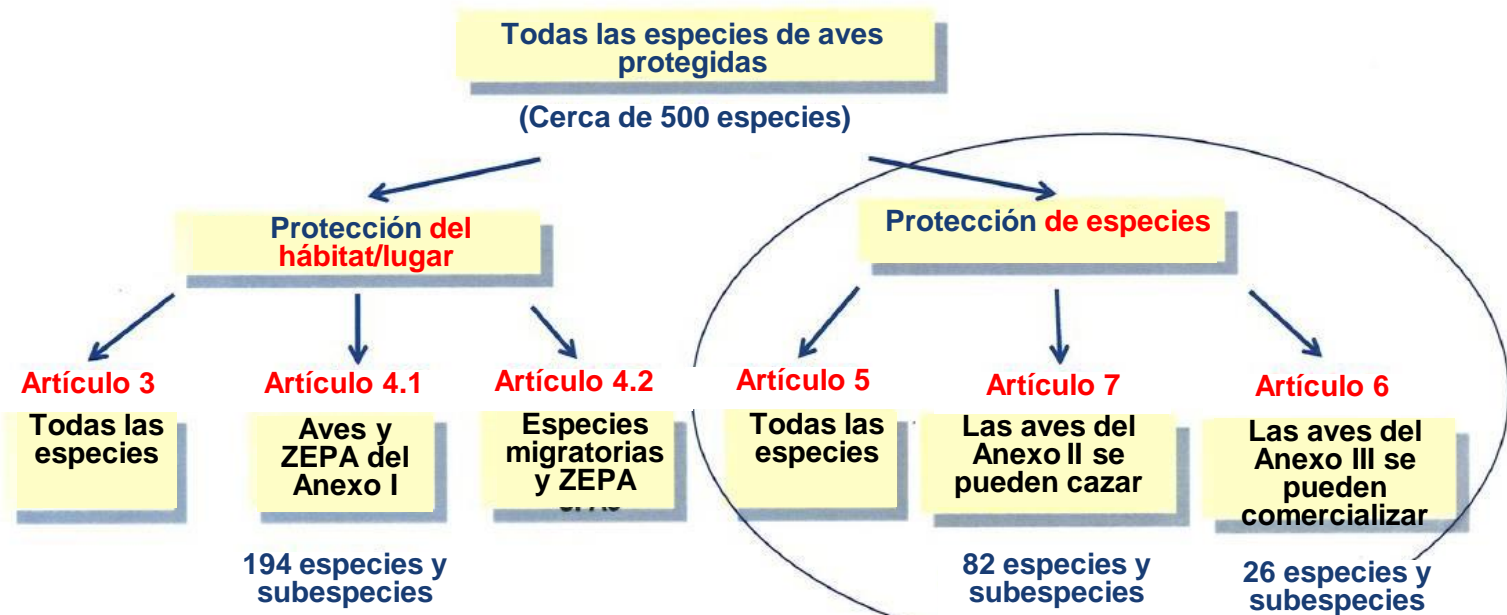 Todas las especies de aves
protegidas
(Cerca de 500 especies)
Protección del
hábitat/lugar
Protección de especies
Artículo 3
Todas las
especies
Artículo 4.1
Aves y
ZEPA del
Anexo I
194 especies y
subespecies
Artículo 4.2
Especies
migratorias
y ZEPA
Artículo 5
Todas las
especies
Artículo 7
Las aves del
Anexo II se
pueden cazar
82 especies y
subespecies
Artículo 6
Las aves del
Anexo III se
pueden
comercializar
26 especies y
subespecies